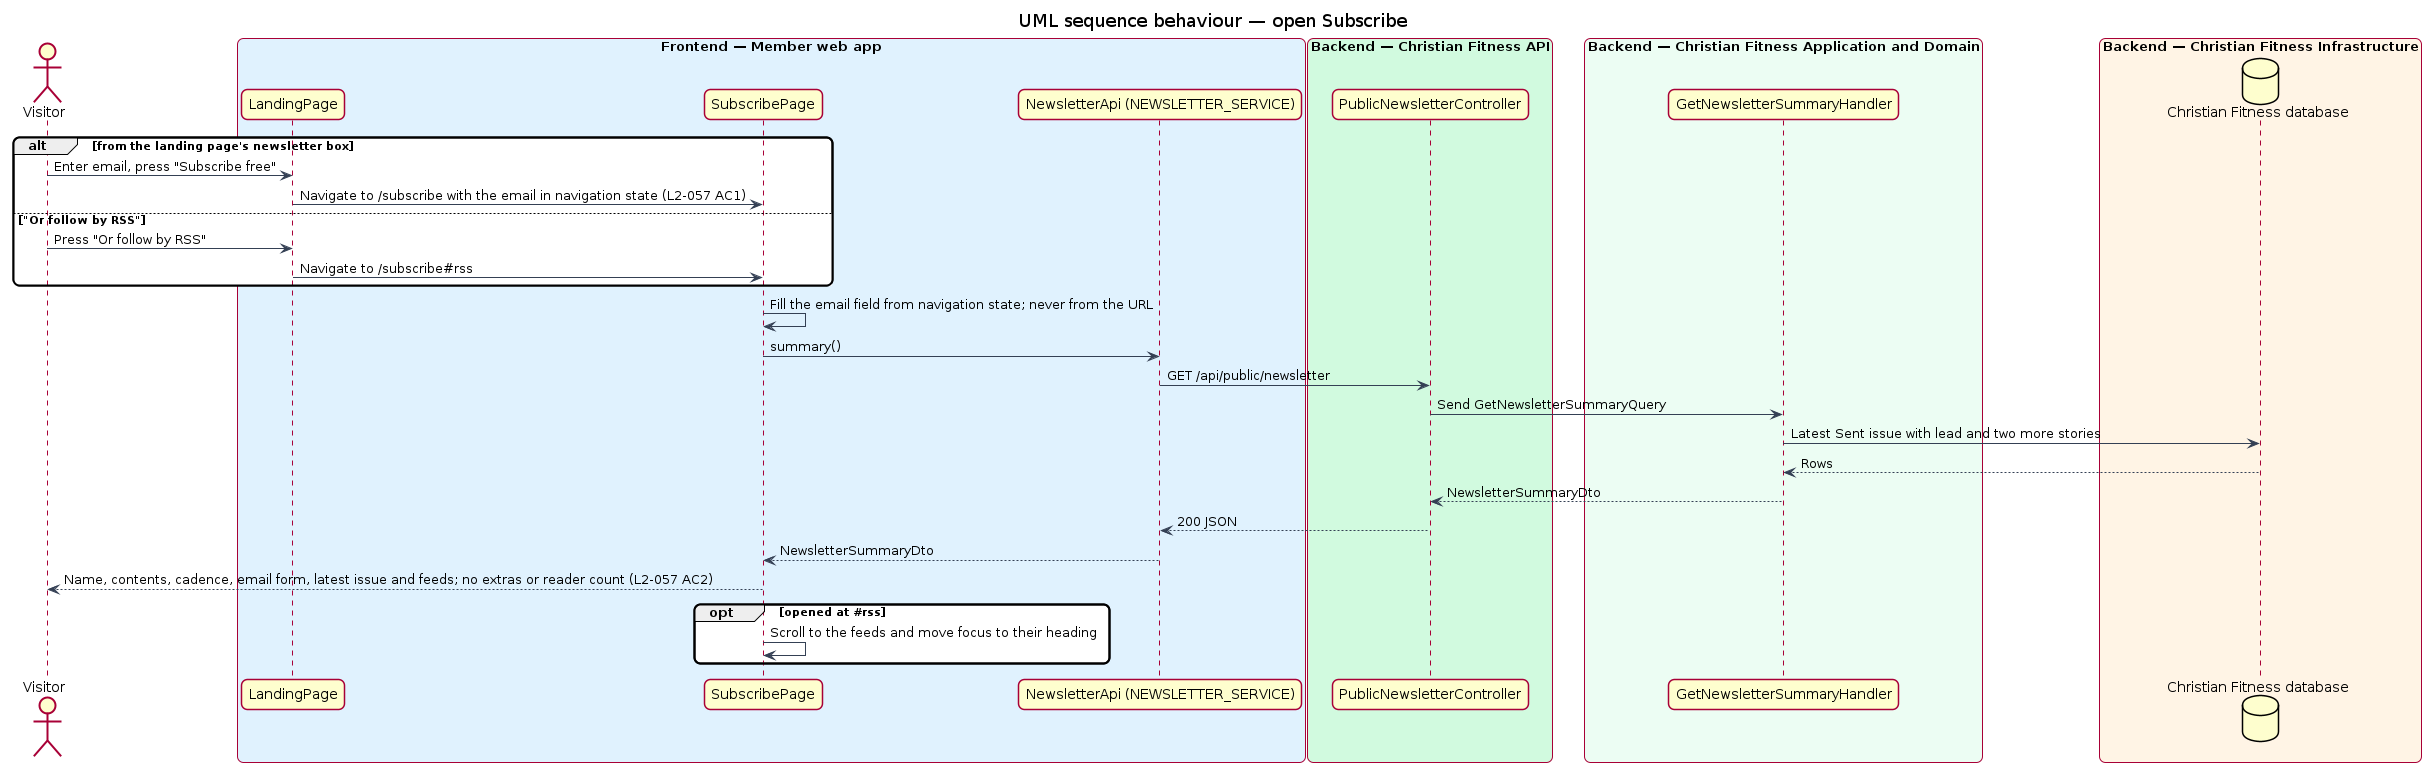 UML sequence behaviour — open Subscribe
Frontend — Member web app
Backend — Christian Fitness API
Backend — Christian Fitness Application and Domain
Backend — Christian Fitness Infrastructure
Visitor
LandingPage
SubscribePage
NewsletterApi (NEWSLETTER_SERVICE)
PublicNewsletterController
GetNewsletterSummaryHandler
Christian Fitness database
alt
[from the landing page's newsletter box]
Enter email, press "Subscribe free"
Navigate to /subscribe with the email in navigation state (L2-057 AC1)
["Or follow by RSS"]
Press "Or follow by RSS"
Navigate to /subscribe#rss
Fill the email field from navigation state; never from the URL
summary()
GET /api/public/newsletter
Send GetNewsletterSummaryQuery
Latest Sent issue with lead and two more stories
Rows
NewsletterSummaryDto
200 JSON
NewsletterSummaryDto
Name, contents, cadence, email form, latest issue and feeds; no extras or reader count (L2-057 AC2)
opt
[opened at #rss]
Scroll to the feeds and move focus to their heading
Visitor
LandingPage
SubscribePage
NewsletterApi (NEWSLETTER_SERVICE)
PublicNewsletterController
GetNewsletterSummaryHandler
Christian Fitness database